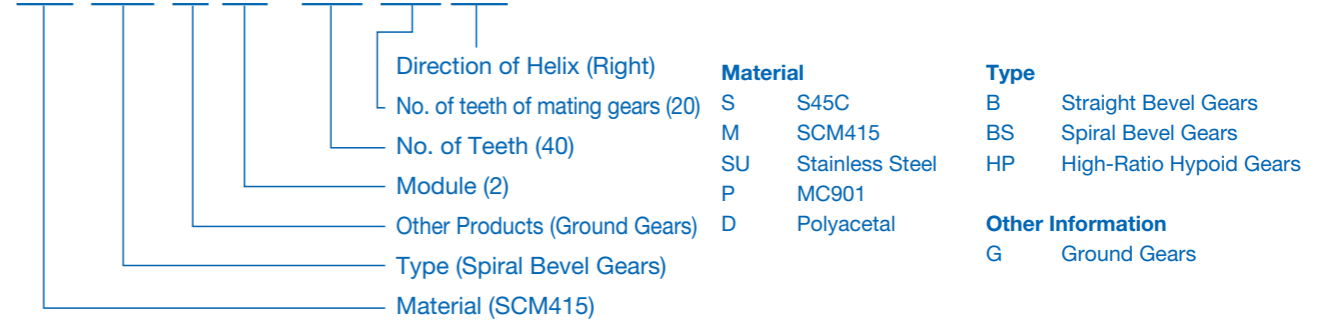 Direction of Helix (Right)
No. of teeth of mating gears (20)
No. of Teeth (40)
Module (2)
Other Products (Ground Gears)
Type (Spiral Bevel Gears)
Material (SCM415)
Material
S S45C
M SCM415
SU Stainless Steel
P MC901
D Polyacetal
Type
B Straight Bevel Gears
BS Spiral Bevel Gears
HP High-Ratio Hypoid Gears
Other Information
G Ground Gears